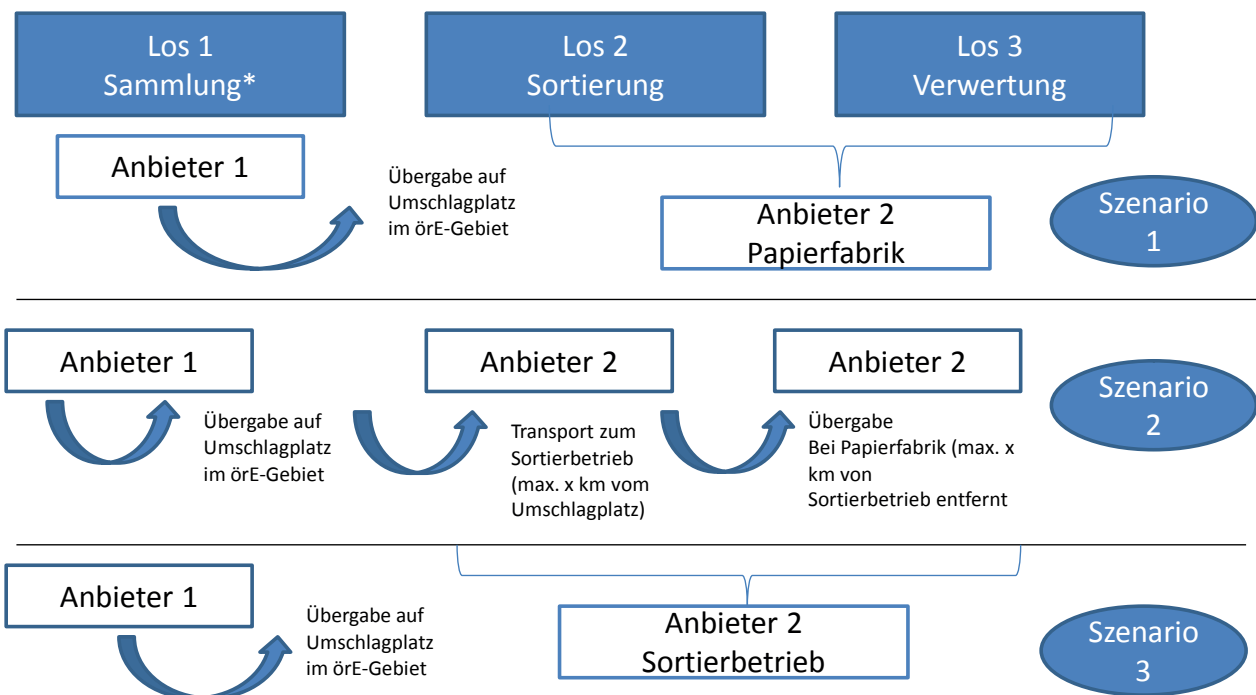 Los 1
Sammlung*
Los 2
Sortierung
Los 3
Verwertung
Anbieter 1
Übergabe auf
Umschlagplatz
im örE-Gebiet
Anbieter 2
Papierfabrik
Szenario
1
Anbieter 1
Übergabe auf
Umschlagplatz
im örE-Gebiet
Anbieter 2
Transport zum
Sortierbetrieb
(max. x km vom
Umschlagplatz)
Anbieter 2
Übergabe
Bei Papierfabrik (max. x
km von
Sortierbetrieb entfernt
Szenario
2
Anbieter 1
Übergabe auf
Umschlagplatz
im örE-Gebiet
Anbieter 2
Sortierbetrieb
Szenario
3